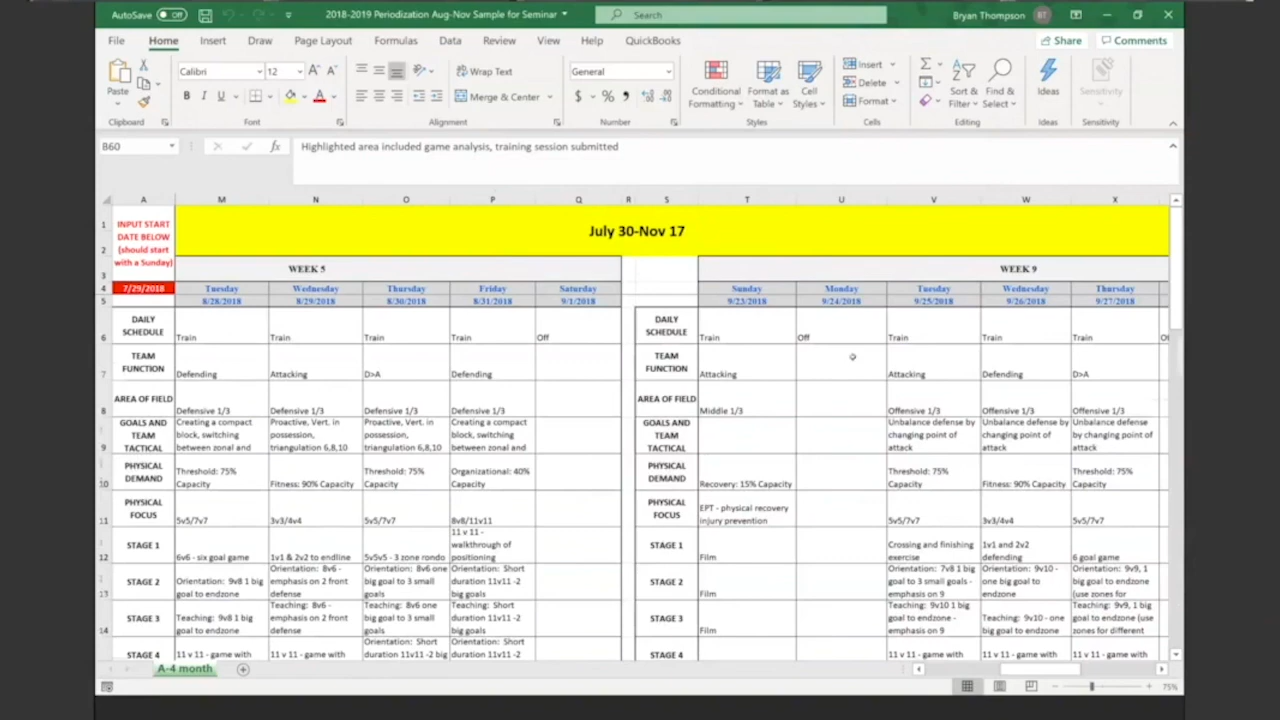 AutoSave Off 2018-2019 Periodization Aug-Nov Sample for Seminar Search Bryan Thompson BT
File Home Insert Draw Page Layout Formulas Data Review View Help QuickBooks Share Comments
Paste Calibri 12 Wrap Text General Conditional Formatting Format as Table Cell Styles Insert Sort & Filter Find & Select Ideas Sensitivity
B I U A Merge & Center $ % Delete
Format
Clipboard Font Alignment Number Styles Cells Editing Ideas Sensitivity
B60 fx Highlighted area included game analysis, training session submitted
A M N O P Q R S T U V W X
1 INPUT START
DATE BELOW July 30-Nov 17
2 (should start
with a Sunday)
3 WEEK 5 WEEK 9
4 7/29/2018 Tuesday Wednesday Thursday Friday Saturday Sunday Monday Tuesday Wednesday Thursday
5 8/28/2018 8/29/2018 8/30/2018 8/31/2018 9/1/2018 9/23/2018 9/24/2018 9/25/2018 9/26/2018 9/27/2018
DAILY DAILY
SCHEDULE SCHEDULE
6 Train Train Train Train Off Train Off Train Train Train
TEAM TEAM
FUNCTION FUNCTION
7 Defending Attacking D>A Defending Attacking Attacking Defending D>A
AREA OF FIELD AREA OF FIELD
8 Defensive 1/3 Defensive 1/3 Defensive 1/3 Defensive 1/3 Middle 1/3 Offensive 1/3 Offensive 1/3 Offensive 1/3
GOALS AND Creating a compact Proactive, Vert. in Proactive, Vert. in Creating a compact GOALS AND Unbalance defense by Unbalance defense by Unbalance defense
TEAM block, switching possession, possession, block, switching TEAM changing point of changing point of by changing point of
9 TACTICAL between zonal and triangulation 6,8,10 triangulation 6,8,10 between zonal and TACTICAL attack attack attack
PHYSICAL Threshold: 75% Threshold: 75% Organizational: 40% PHYSICAL Threshold: 75% Threshold: 75%
10 DEMAND Capacity Fitness: 90% Capacity Capacity Capacity DEMAND Recovery: 15% Capacity Capacity Fitness: 90% Capacity Capacity
PHYSICAL PHYSICAL EPT - physical recovery
11 FOCUS 5v5/7v7 3v3/4v4 5v5/7v7 8v8/11v11 FOCUS injury prevention 5v5/7v7 3v3/4v4 5v5/7v7
11 v 11 -
STAGE 1 walkthrough of STAGE 1 Crossing and finishing 1v1 and 2v2
12 6v6 - six goal game 1v1 & 2v2 to endline 5v5v5 - 3 zone rondo positioning Film exercise defending 6 goal game
Orientation: 8v6 - Orientation: 8v6 one Orientation: Short Orientation: 7v8 1 big Orientation: 9v10 - Orientation: 9v9, 1
STAGE 2 Orientation: 9v8 1 big emphasis on 2 front big goal to 3 small duration 11v11 -2 STAGE 2 goal to 3 small goals - one big goal to big goal to endzone
13 goal to endzone defense goals big goals Film emphasis on 9 endzone (use zones for
Teaching: 8v6 - Teaching: 8v6 one Teaching: Short Teaching: 9v10 1 big Teaching: 9v9, 1 big
STAGE 3 Teaching: 9v8 1 big emphasis on 2 front big goal to 3 small duration 11v11 -2 STAGE 3 goal to endzone - Teaching: 9v10 - one goal to endzone (use
14 goal to endzone defense goals big goals Film emphasis on 9 big goal to endzone zones for different
Orientation: Short Orientation: Short
STAGE 4 11 v 11 - game with 11 v 11 - game with duration 11v11 -2 big duration 11v11 -2 STAGE 4 11 v 11 - game with 11 v 11 - game with 11 v 11 - game with
A-4 month
75%